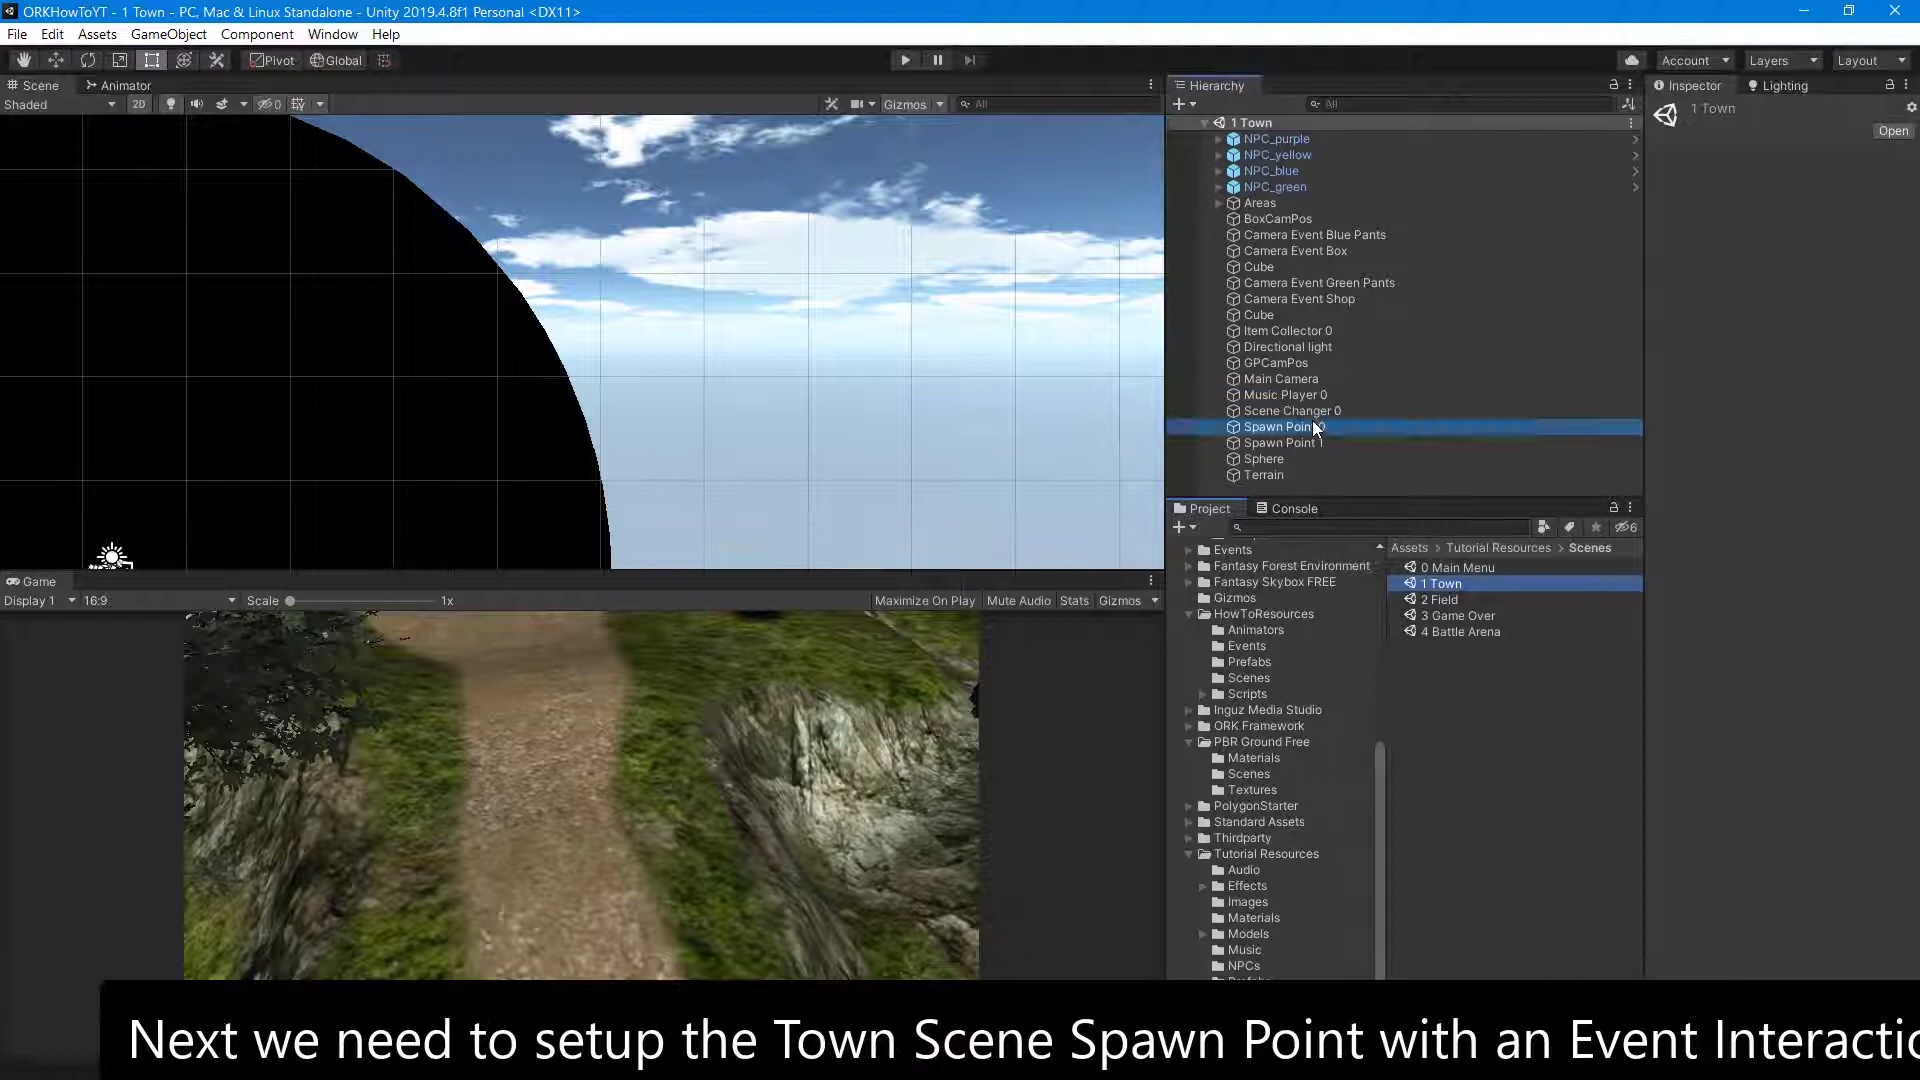 ORKHowToYT - 1 Town - PC, Mac & Linux Standalone - Unity 2019.4.8f1 Personal <DX11>
File Edit Assets GameObject Component Window Help
Pivot Global Account Layers Layout
Scene Animator
Shaded 2D 0 Gizmos All
Hierarchy
All
1 Town
NPC_purple
NPC_yellow
NPC_blue
NPC_green
Areas
BoxCamPos
Camera Event Blue Pants
Camera Event Box
Cube
Camera Event Green Pants
Camera Event Shop
Cube
Item Collector 0
Directional light
GPCamPos
Main Camera
Music Player 0
Scene Changer 0
Spawn Point 0
Spawn Point 1
Sphere
Terrain
Inspector Lighting
1 Town
Open
Project Console
6
Events
Fantasy Forest Environment
Fantasy Skybox FREE
Gizmos
HowToResources
Animators
Events
Prefabs
Scenes
Scripts
Inguz Media Studio
ORK Framework
PBR Ground Free
Materials
Scenes
Textures
PolygonStarter
Standard Assets
Thirdparty
Tutorial Resources
Audio
Effects
Images
Materials
Models
Music
NPCs
Assets > Tutorial Resources > Scenes
0 Main Menu
1 Town
2 Field
3 Game Over
4 Battle Arena
Game
Display 1 16:9 Scale 1x Maximize On Play Mute Audio Stats Gizmos
Next we need to setup the Town Scene Spawn Point with an Event Interactio